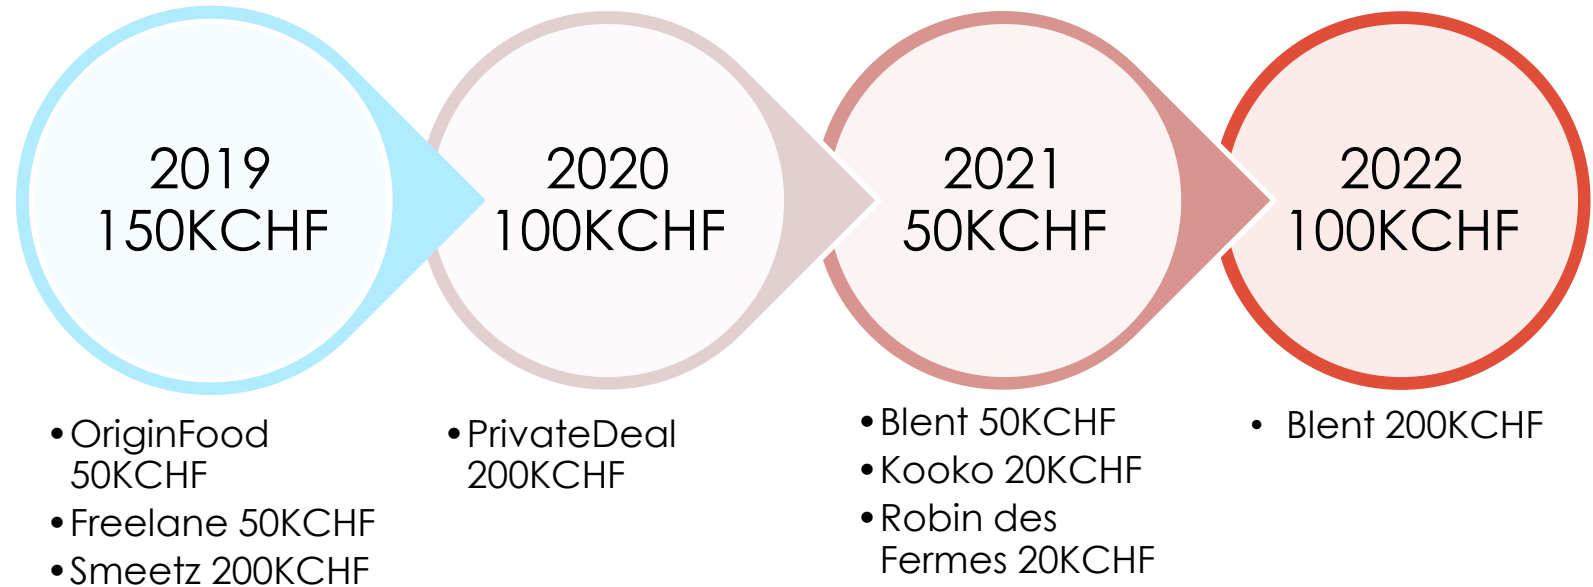 2019
150KCHF
2020
100KCHF
2021
50KCHF
2022
100KCHF
•OriginFood
50KCHF
•Freelane 50KCHF
•Smeetz 200KCHF
•PrivateDeal
200KCHF
•Blent 50KCHF
•Kooko 20KCHF
•Robin des
Fermes 20KCHF
• Blent 200KCHF